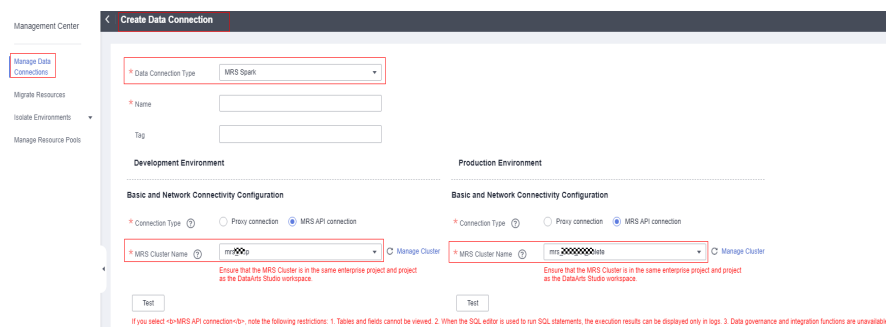 Management Center
Create Data Connection
Manage Data
Connections
Migrate Resources
Isolate Environments
Manage Resource Pools
* Data Connection Type MRS Spark
* Name
Tag
Development Environment
Production Environment
Basic and Network Connectivity Configuration
Basic and Network Connectivity Configuration
* Connection Type ? Proxy connection MRS API connection
* Connection Type ? Proxy connection MRS API connection
* MRS Cluster Name ? Manage Cluster
* MRS Cluster Name ? Manage Cluster
Ensure that the MRS Cluster is in the same enterprise project and project
as the DataArts Studio workspace.
Ensure that the MRS Cluster is in the same enterprise project and project
as the DataArts Studio workspace.
Test
Test
If you select <b>MRS API connection</b>, note the following restrictions: 1. Tables and fields cannot be viewed. 2. When the SQL editor is used to run SQL statements, the execution results can be displayed only in logs. 3. Data governance and integration functions are unavailable